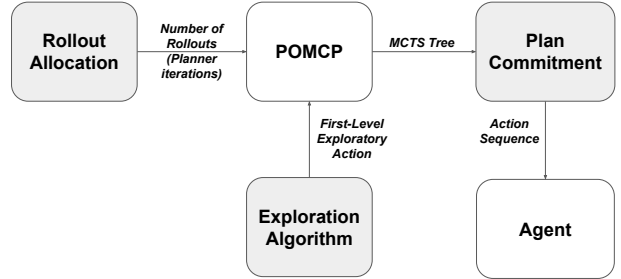 Rollout
Allocation
Number of
Rollouts
(Planner
iterations)
POMCP
MCTS Tree
Plan
Commitment
First-Level
Exploratory
Action
Action
Sequence
Exploration
Algorithm
Agent